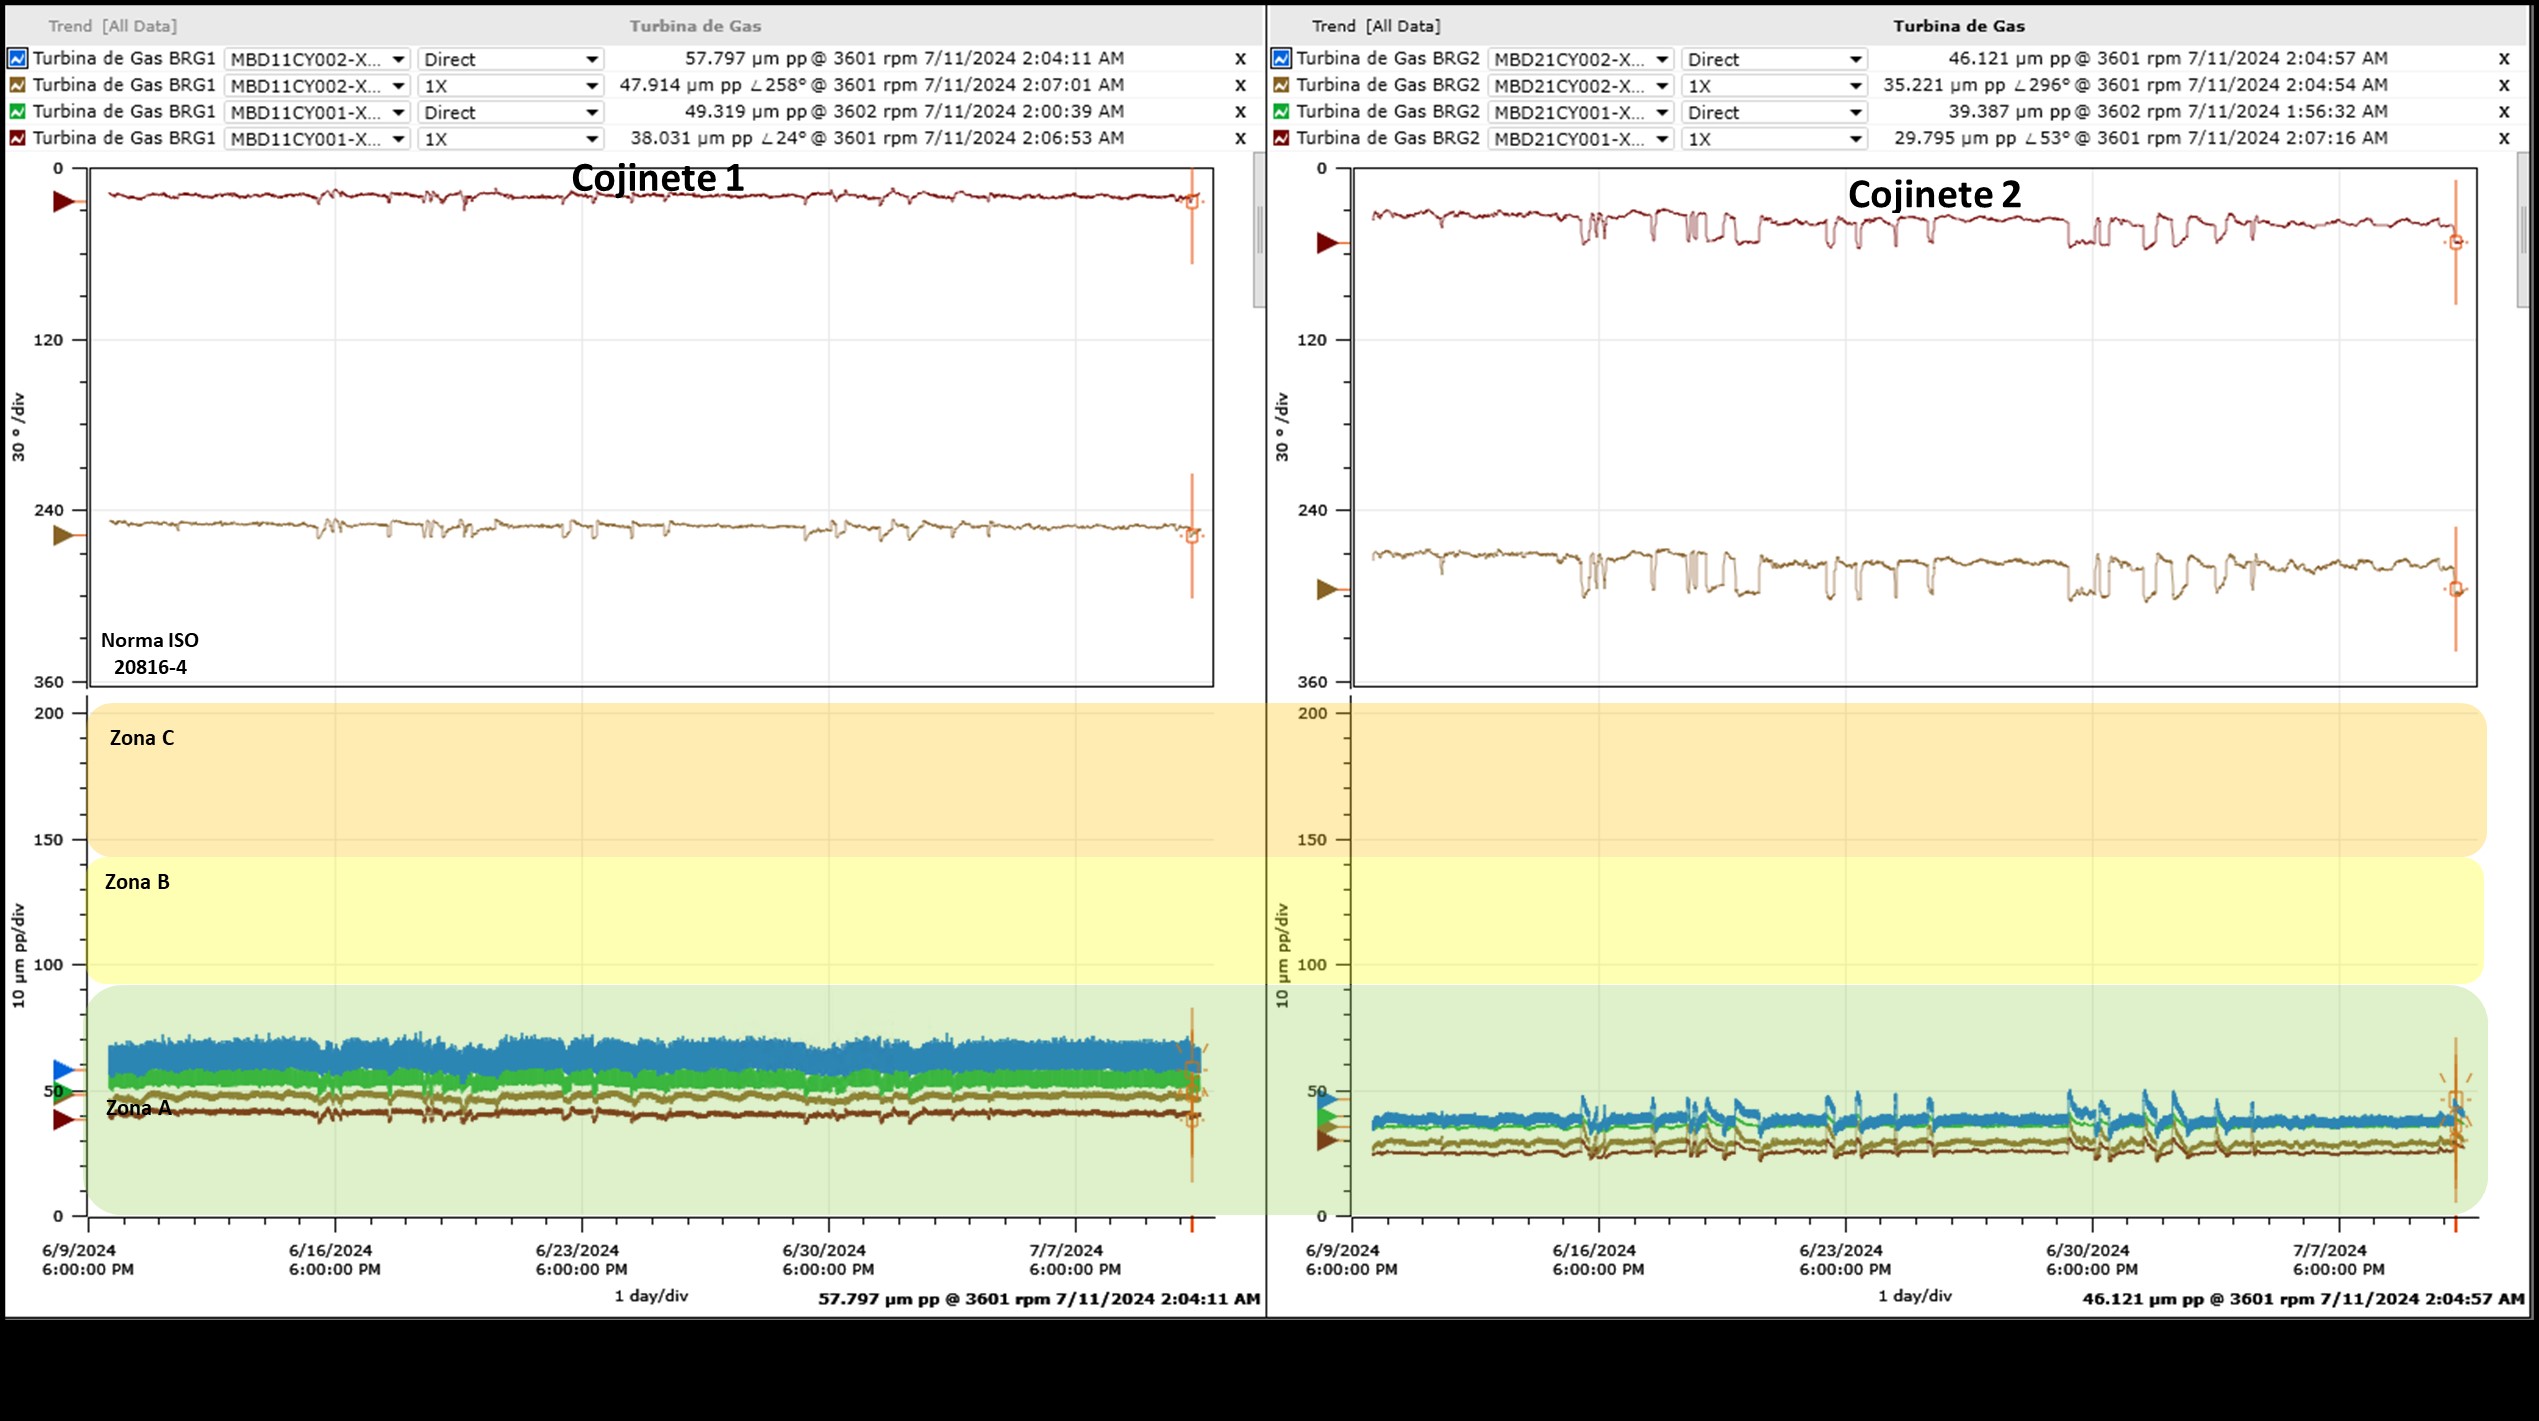 Trend [All Data]
Turbina de Gas
Turbina de Gas BRG1 MBD11CY002-X... Direct 57.797 µm pp @ 3601 rpm 7/11/2024 2:04:11 AM X
Turbina de Gas BRG1 MBD11CY002-X... 1X 47.914 µm pp ∠258° @ 3601 rpm 7/11/2024 2:07:01 AM X
Turbina de Gas BRG1 MBD11CY001-X... Direct 49.319 µm pp @ 3602 rpm 7/11/2024 2:00:39 AM X
Turbina de Gas BRG1 MBD11CY001-X... 1X 38.031 µm pp ∠24° @ 3601 rpm 7/11/2024 2:06:53 AM X
Cojinete 1
0
120
240
360
30 ° /div
Norma ISO
20816-4
200
150
100
50
0
10 µm pp/div
Zona C
Zona B
Zona A
6/9/2024 6/16/2024 6/23/2024 6/30/2024 7/7/2024
6:00:00 PM 6:00:00 PM 6:00:00 PM 6:00:00 PM 6:00:00 PM
1 day/div
57.797 µm pp @ 3601 rpm 7/11/2024 2:04:11 AM
Trend [All Data]
Turbina de Gas
Turbina de Gas BRG2 MBD21CY002-X... Direct 46.121 µm pp @ 3601 rpm 7/11/2024 2:04:57 AM X
Turbina de Gas BRG2 MBD21CY002-X... 1X 35.221 µm pp ∠296° @ 3601 rpm 7/11/2024 2:04:54 AM X
Turbina de Gas BRG2 MBD21CY001-X... Direct 39.387 µm pp @ 3602 rpm 7/11/2024 1:56:32 AM X
Turbina de Gas BRG2 MBD21CY001-X... 1X 29.795 µm pp ∠53° @ 3601 rpm 7/11/2024 2:07:16 AM X
Cojinete 2
0
120
240
360
30 ° /div
200
150
100
50
0
10 µm pp/div
6/9/2024 6/16/2024 6/23/2024 6/30/2024 7/7/2024
6:00:00 PM 6:00:00 PM 6:00:00 PM 6:00:00 PM 6:00:00 PM
1 day/div
46.121 µm pp @ 3601 rpm 7/11/2024 2:04:57 AM